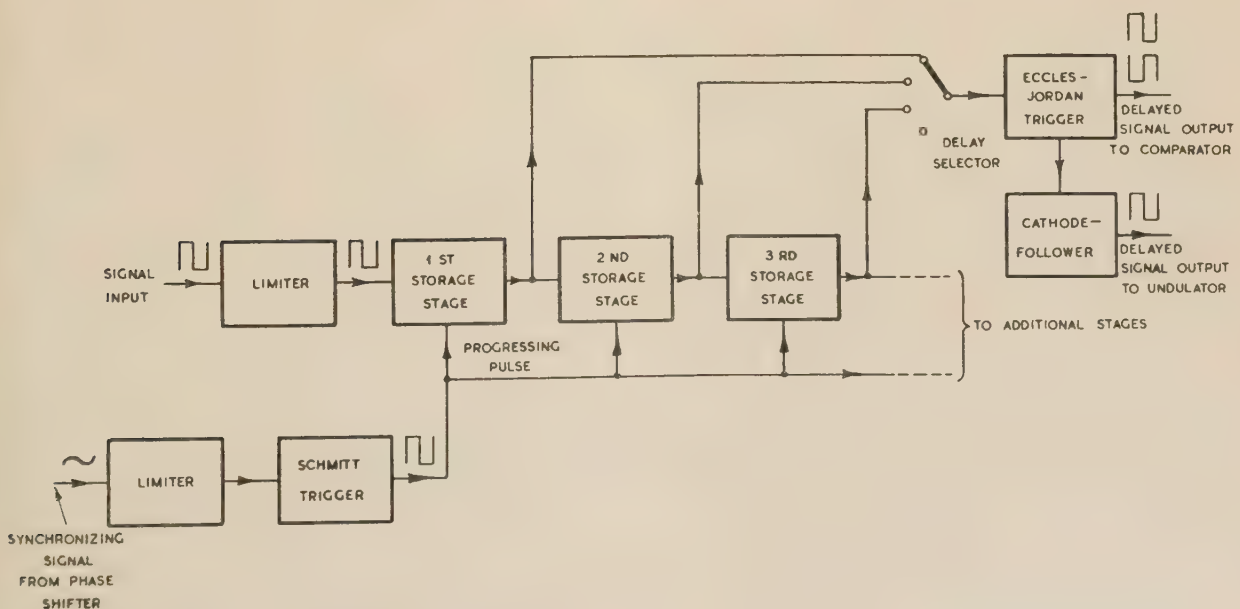 ECCLES-
JORDAN
TRIGGER
DELAYED
SIGNAL OUTPUT
TO COMPARATOR
DELAY
SELECTOR
CATHODE-
FOLLOWER
DELAYED
SIGNAL OUTPUT
TO UNDULATOR
SIGNAL
INPUT
LIMITER
1 ST
STORAGE
STAGE
2 ND
STORAGE
STAGE
3 RD
STORAGE
STAGE
TO ADDITIONAL STAGES
PROGRESSING
PULSE
LIMITER
SCHMITT
TRIGGER
SYNCHRONIZING
SIGNAL
FROM PHASE
SHIFTER